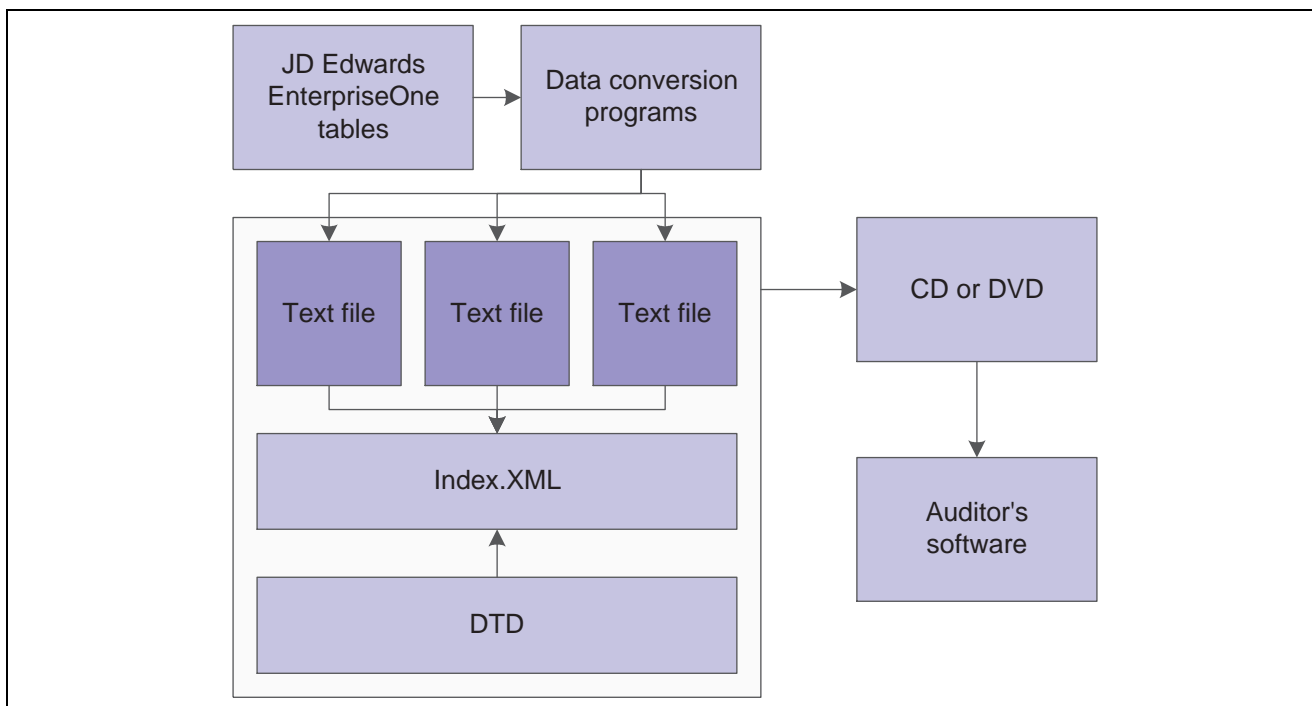 JD Edwards
EnterpriseOne
tables
Data conversion
programs
Text file
Text file
Text file
CD or DVD
Index.XML
Auditor's
software
DTD